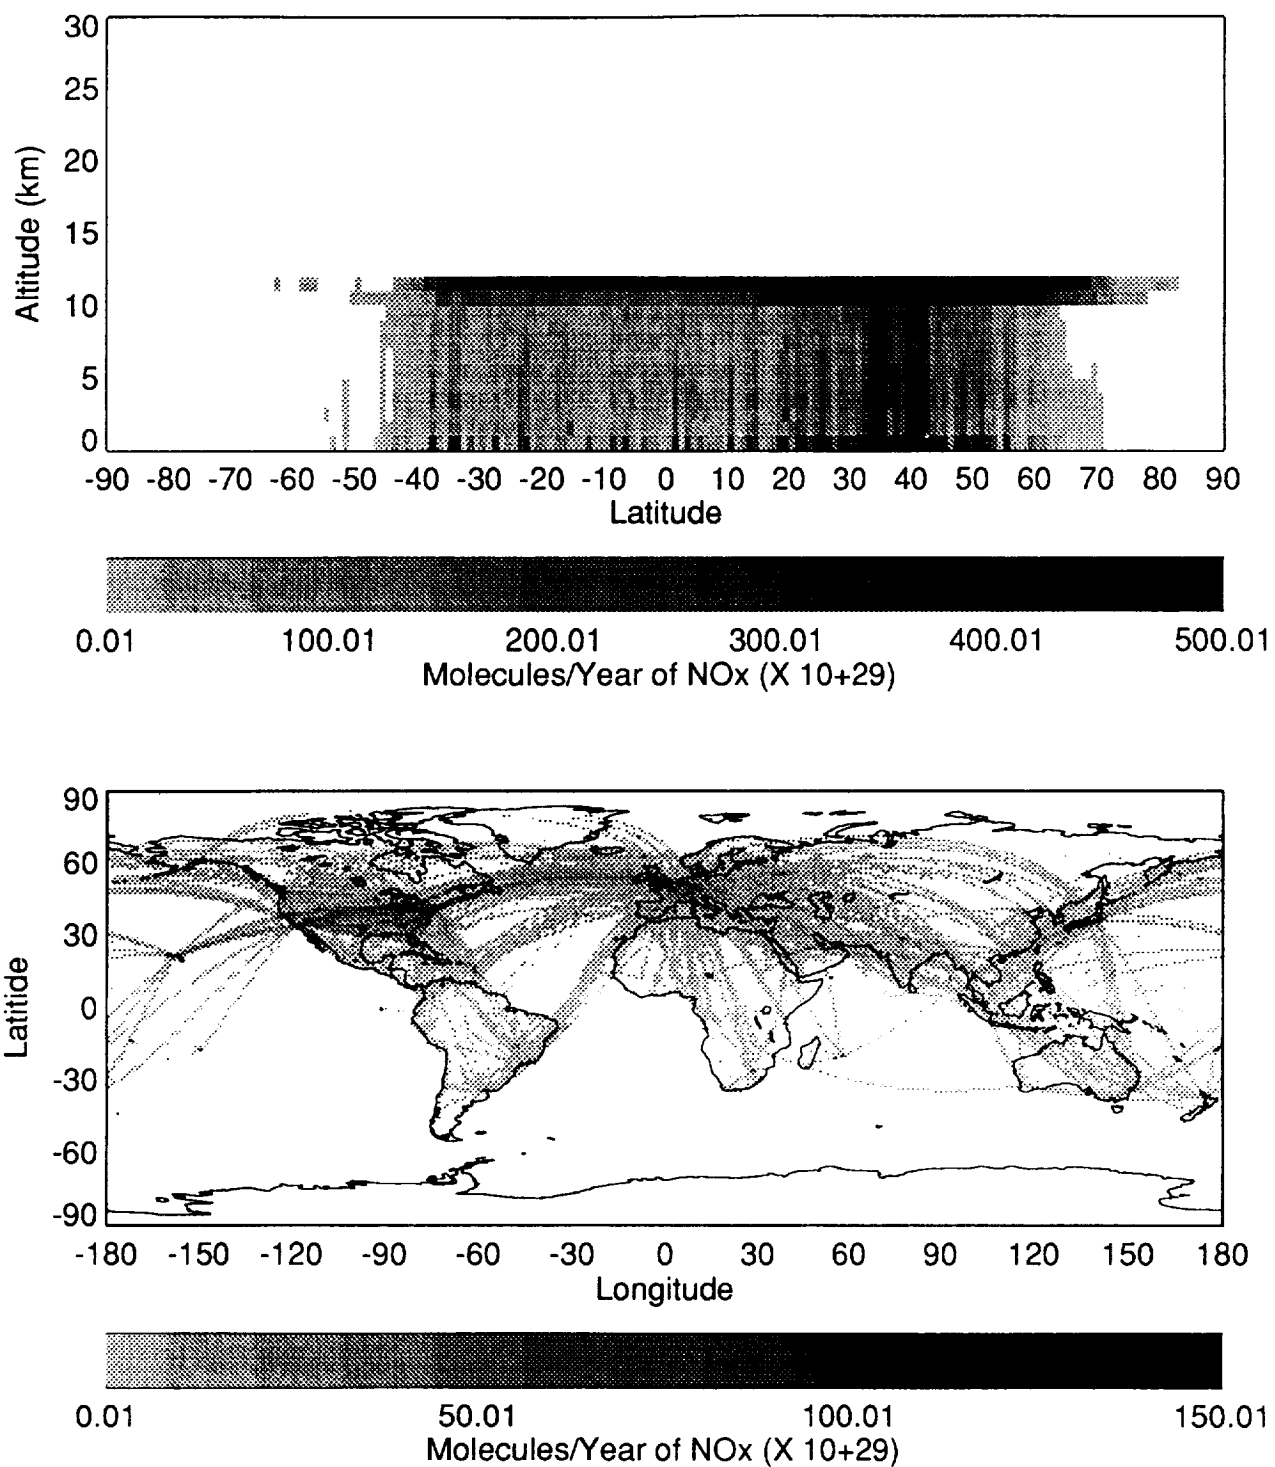 30
25
20
15
10
5
0
Altitude (km)
-90 -80 -70 -60 -50 -40 -30 -20 -10 0 10 20 30 40 50 60 70 80 90
Latitude
0.01 100.01 200.01 300.01 400.01 500.01
Molecules/Year of NOx (X 10+29)
90
60
30
0
-30
-60
-90
Latitide
-180 -150 -120 -90 -60 -30 0 30 60 90 120 150 180
Longitude
0.01 50.01 100.01 150.01
Molecules/Year of NOx (X 10+29)